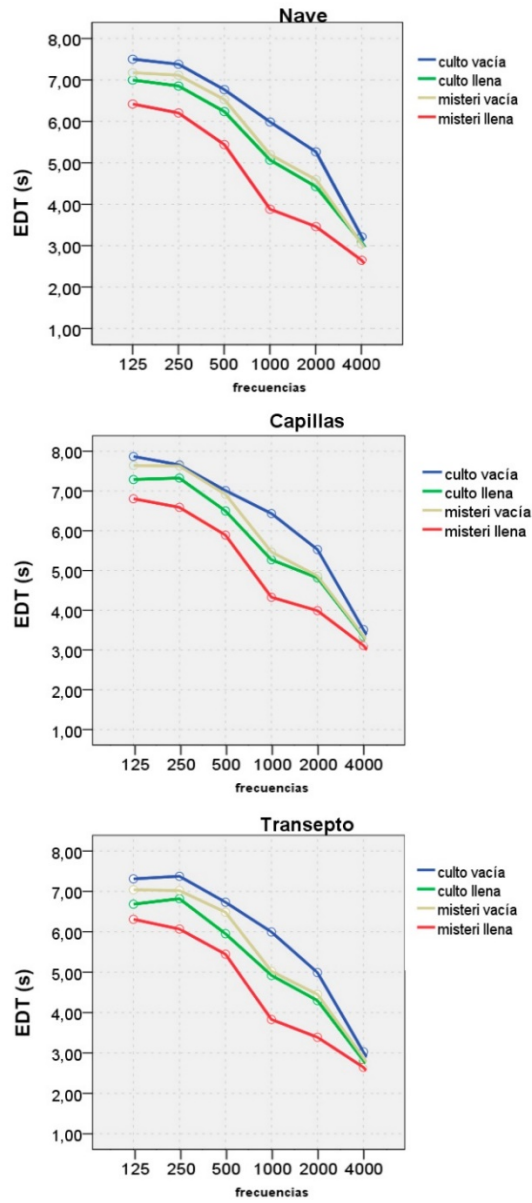 Nave
8,00
7,00
6,00
5,00
4,00
3,00
2,00
1,00
EDT (s)
125 250 500 1000 2000 4000
frecuencias
culto vacía
culto llena
misteri vacía
misteri llena
Capillas
8,00
7,00
6,00
5,00
4,00
3,00
2,00
1,00
EDT (s)
125 250 500 1000 2000 4000
frecuencias
culto vacía
culto llena
misteri vacía
misteri llena
Transepto
8,00
7,00
6,00
5,00
4,00
3,00
2,00
1,00
EDT (s)
125 250 500 1000 2000 4000
frecuencias
culto vacía
culto llena
misteri vacía
misteri llena